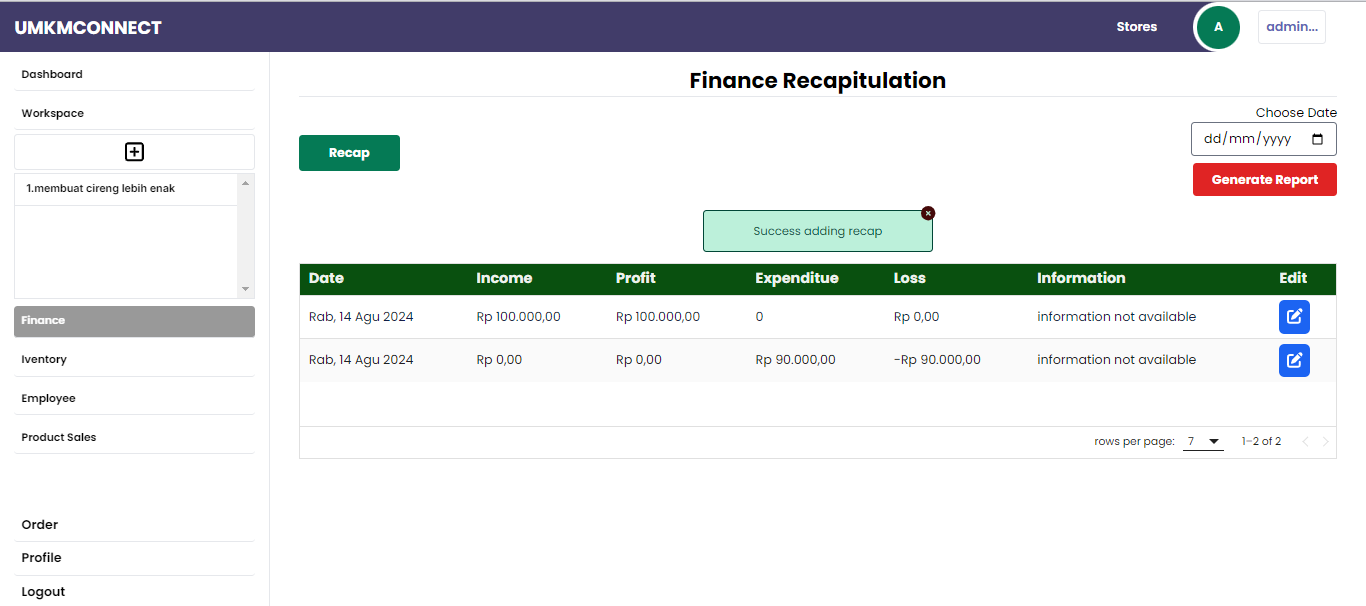 UMKMCONNECT
Stores
A
admin...
Dashboard
Workspace
1.membuat cireng lebih enak
Finance
Iventory
Employee
Product Sales
Order
Profile
Logout
Finance Recapitulation
Choose Date
dd/mm/yyyy
Recap
Generate Report
Success adding recap
Date Income Profit Expenditue Loss Information Edit
Rab, 14 Agu 2024 Rp 100.000,00 Rp 100.000,00 0 Rp 0,00 information not available
Rab, 14 Agu 2024 Rp 0,00 Rp 0,00 Rp 90.000,00 -Rp 90.000,00 information not available
rows per page: 7 1-2 of 2